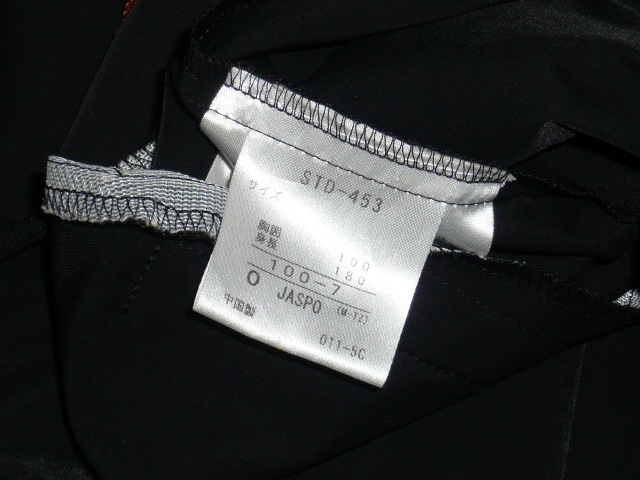 STD-453
サイズ
胸囲 100
身長 180
100-7
O JASPO (M-TZ)
中国製
011-5C